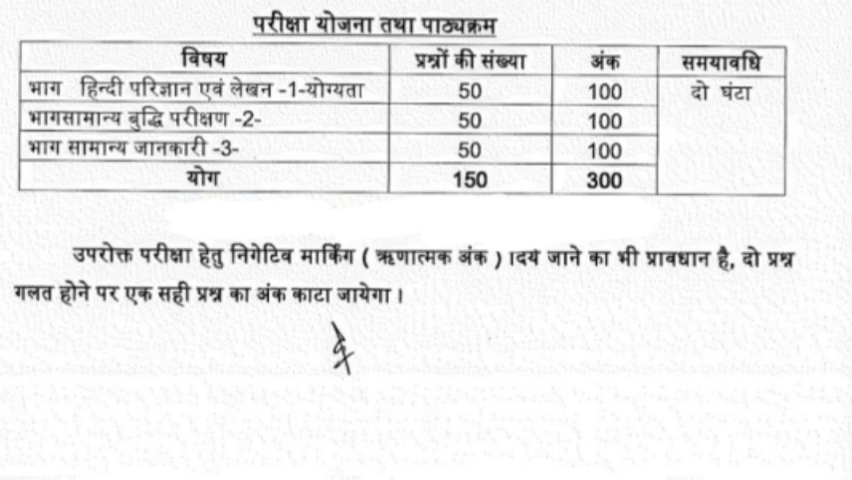 परीक्षा योजना तथा पाठ्यक्रम
विषय प्रश्नों की संख्या अंक समयावधि
भाग हिन्दी परिज्ञान एवं लेखन -1-योग्यता 50 100 दो घंटा
भागसामान्य बुद्धि परीक्षण -2- 50 100
भाग सामान्य जानकारी -3- 50 100
योग 150 300
उपरोक्त परीक्षा हेतु निगेटिव मार्किंग ( ऋणात्मक अंक ) ।दय जाने का भी प्रावधान है, दो प्रश्न
गलत होने पर एक सही प्रश्न का अंक काटा जायेगा ।